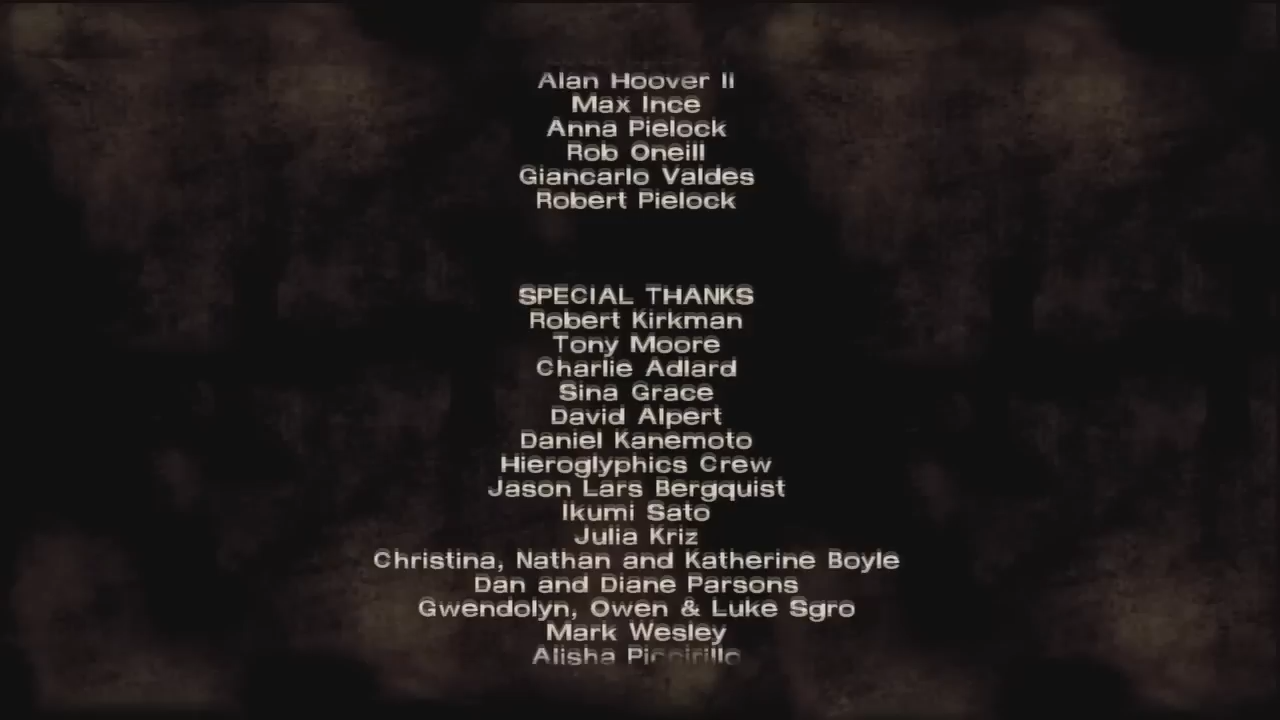 Alan Hoover II
Max Ince
Anna Pielock
Rob Oneill
Giancarlo Valdes
Robert Pielock
SPECIAL THANKS
Robert Kirkman
Tony Moore
Charlie Adlard
Sina Grace
David Alpert
Daniel Kanemoto
Hieroglyphics Crew
Jason Lars Bergquist
Ikumi Sato
Julia Kriz
Christina, Nathan and Katherine Boyle
Dan and Diane Parsons
Gwendolyn, Owen & Luke Sgro
Mark Wesley
Alisha Piccirillo